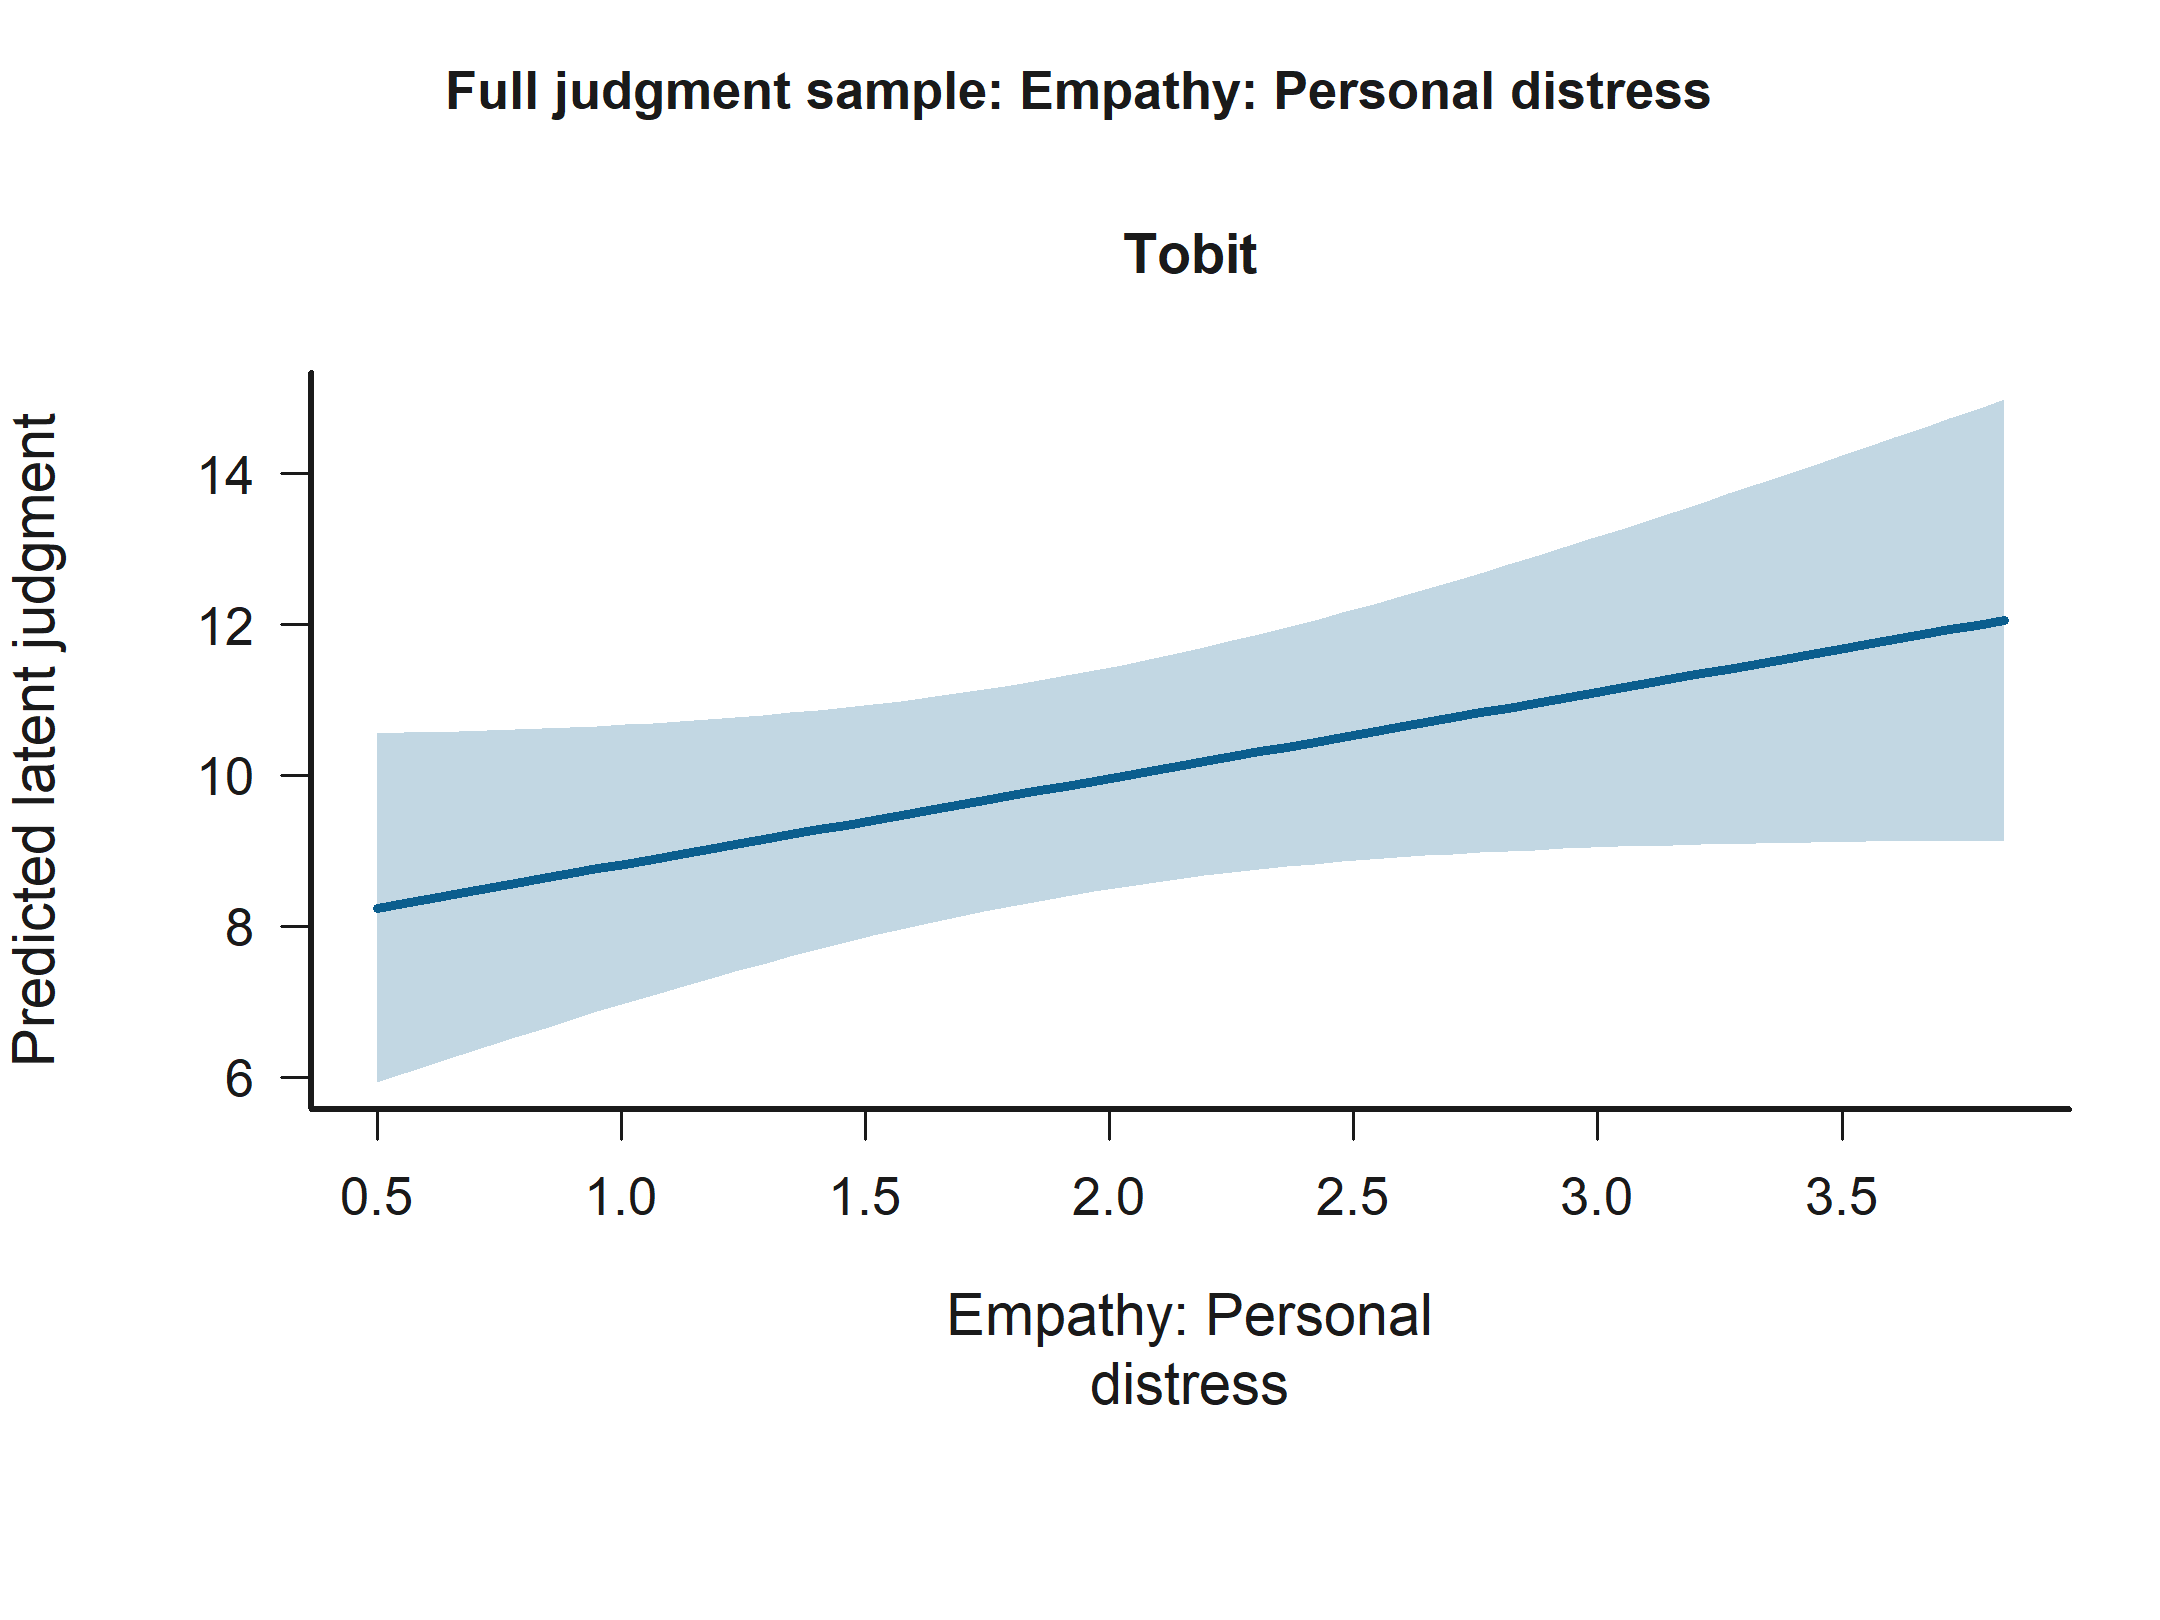 Full judgment sample: Empathy: Personal distress
Tobit
Predicted latent judgment
14
12
10
8
6
0.5 1.0 1.5 2.0 2.5 3.0 3.5
Empathy: Personal
distress